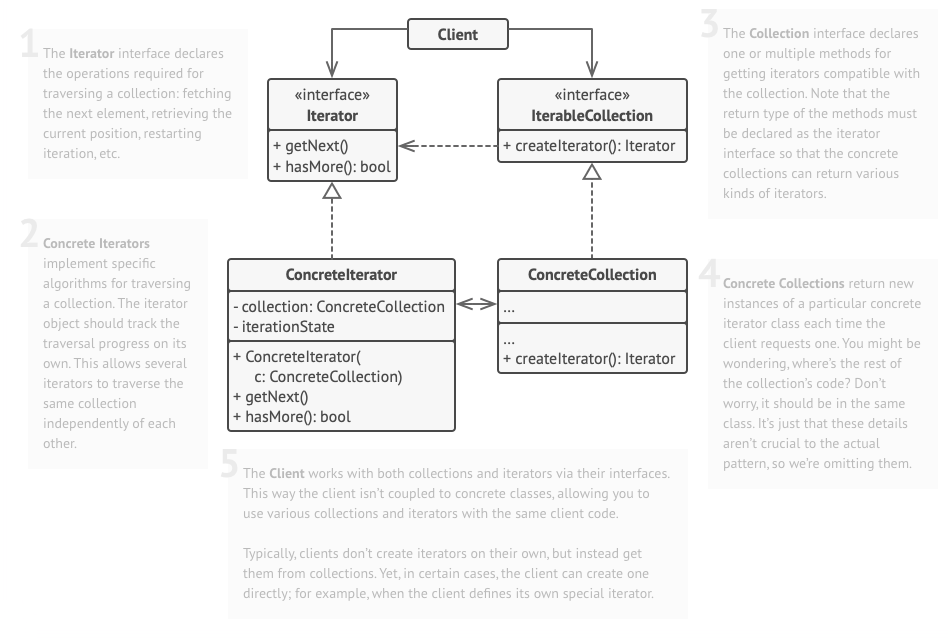 1
The Iterator interface declares
the operations required for
traversing a collection: fetching
the next element, retrieving the
current position, restarting
iteration, etc.
2
Concrete Iterators
implement specific
algorithms for traversing
a collection. The iterator
object should track the
traversal progress on its
own. This allows several
iterators to traverse the
same collection
independently of each
other.
Client
«interface»
Iterator
+ getNext()
+ hasMore(): bool
«interface»
IterableCollection
+ createIterator(): Iterator
ConcreteIterator
- collection: ConcreteCollection
- iterationState
+ ConcreteIterator(
c: ConcreteCollection)
+ getNext()
+ hasMore(): bool
ConcreteCollection
...
...
+ createIterator(): Iterator
3
The Collection interface declares
one or multiple methods for
getting iterators compatible with
the collection. Note that the
return type of the methods must
be declared as the iterator
interface so that the concrete
collections can return various
kinds of iterators.
4
Concrete Collections return new
instances of a particular concrete
iterator class each time the
client requests one. You might be
wondering, where's the rest of
the collection's code? Don't
worry, it should be in the same
class. It's just that these details
aren't crucial to the actual
pattern, so we're omitting them.
5
The Client works with both collections and iterators via their interfaces.
This way the client isn't coupled to concrete classes, allowing you to
use various collections and iterators with the same client code.
Typically, clients don't create iterators on their own, but instead get
them from collections. Yet, in certain cases, the client can create one
directly; for example, when the client defines its own special iterator.